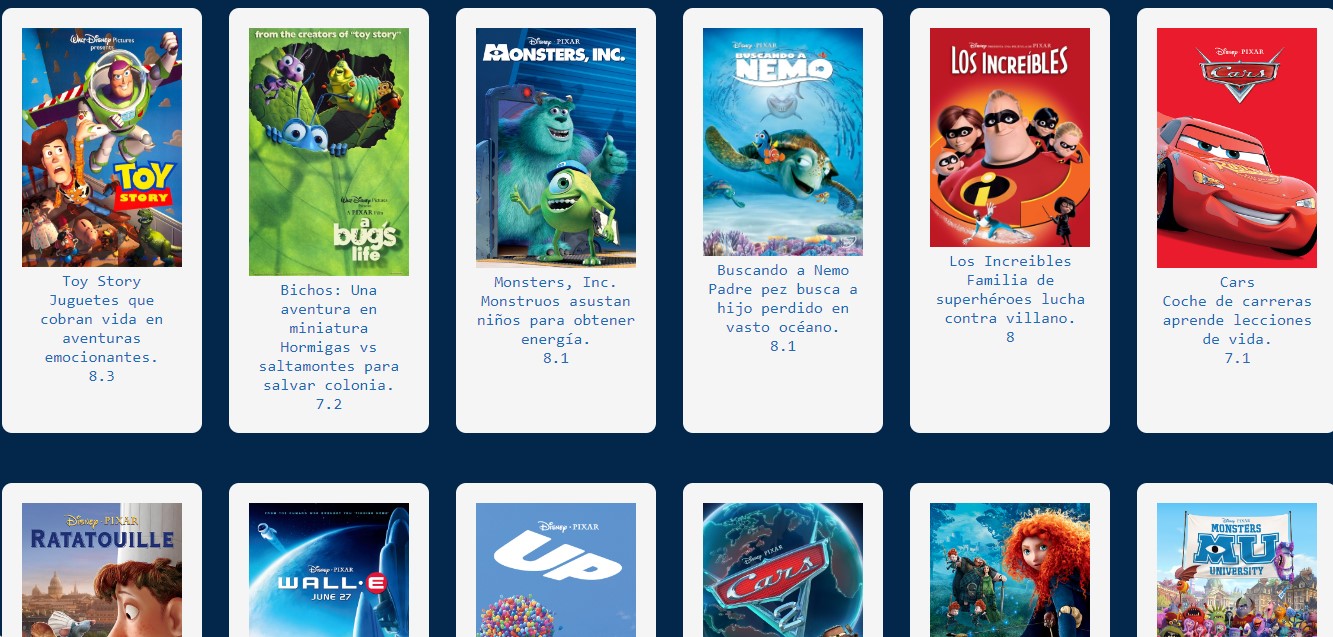 Walt Disney Pictures
presents
TOY
STORY
Toy Story
Juguetes que
cobran vida en
aventuras
emocionantes.
8.3
from the creators of "toy story"
Walt Disney Pictures
Presents
A PIXAR Film
a
bug's
life
Bichos: Una
aventura en
miniatura
Hormigas vs
saltamontes para
salvar colonia.
7.2
Disney · PIXAR
MONSTERS, INC.
Monsters, Inc.
Monstruos asustan
niños para obtener
energía.
8.1
Disney · PIXAR
BUSCANDO A
NEMO
Buscando a Nemo
Padre pez busca a
hijo perdido en
vasto océano.
8.1
LOS INCREÍBLES
Los Increibles
Familia de
superhéroes lucha
contra villano.
8
Disney · PIXAR
Cars
Cars
Coche de carreras
aprende lecciones
de vida.
7.1
Disney · PIXAR
RATATOUILLE
Disney · PIXAR
WALL·E
JUNE 27
Disney · PIXAR
UP
Disney · PIXAR
Cars
2
Disney · PIXAR
MONSTERS
MU
UNIVERSITY